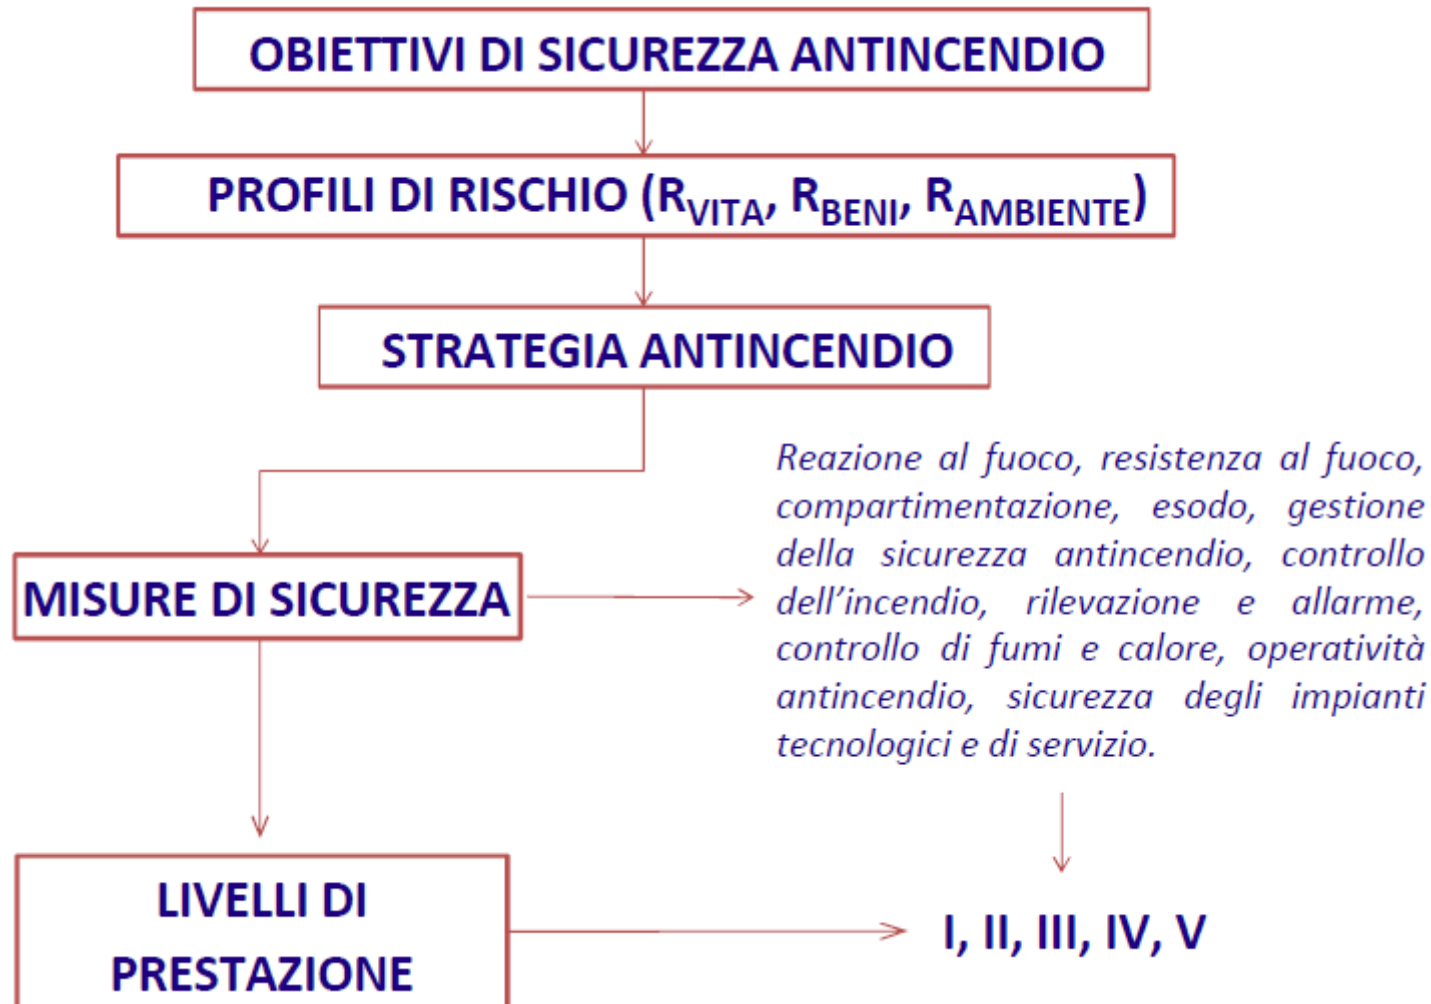 OBIETTIVI DI SICUREZZA ANTINCENDIO
PROFILI DI RISCHIO (RVITA, RBENI, RAMBIENTE)
STRATEGIA ANTINCENDIO
Reazione al fuoco, resistenza al fuoco,
compartimentazione, esodo, gestione
della sicurezza antincendio, controllo
dell'incendio, rilevazione e allarme,
controllo di fumi e calore, operatività
antincendio, sicurezza degli impianti
tecnologici e di servizio.
MISURE DI SICUREZZA
LIVELLI DI
PRESTAZIONE
I, II, III, IV, V